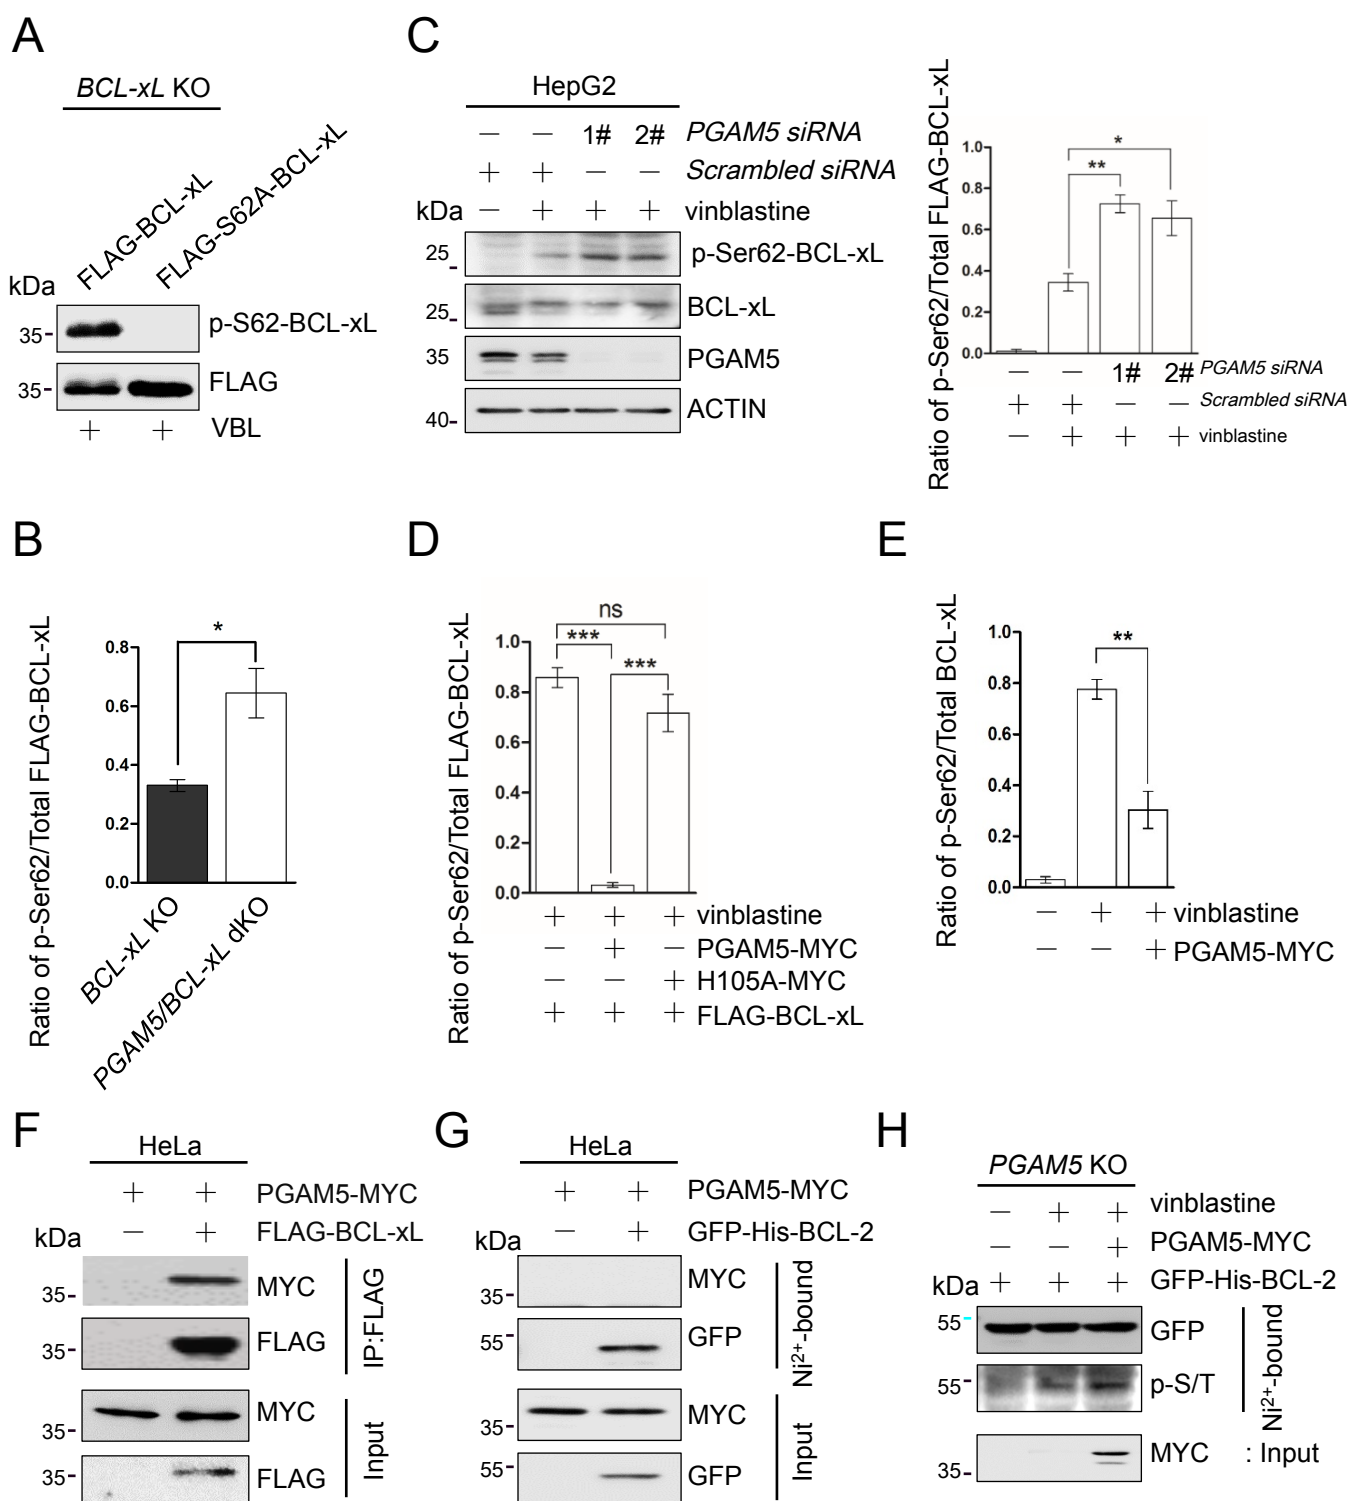 A
BCL-xL KO
FLAG-BCL-xL
FLAG-S62A-BCL-xL
kDa
35-
p-S62-BCL-xL
35-
FLAG
+ + VBL
C
HepG2
— — 1# 2# PGAM5 siRNA
+ + — — Scrambled siRNA
kDa — + + + vinblastine
25- p-Ser62-BCL-xL
25- BCL-xL
35 PGAM5
40- ACTIN
Ratio of p-Ser62/Total FLAG-BCL-xL
*
**
1.0
0.8
0.6
0.4
0.2
0.0
— — 1# 2# PGAM5 siRNA
+ + — — Scrambled siRNA
— + + + vinblastine
B
Ratio of p-Ser62/Total FLAG-BCL-xL
*
0.8
0.6
0.4
0.2
0.0
BCL-xL KO
PGAM5/BCL-xL dKO
D
Ratio of p-Ser62/Total FLAG-BCL-xL
ns
*** ***
1.0
0.8
0.6
0.4
0.2
0.0
+ + + vinblastine
— + — PGAM5-MYC
— — + H105A-MYC
+ + + FLAG-BCL-xL
E
Ratio of p-Ser62/Total BCL-xL
**
1.0
0.8
0.6
0.4
0.2
0.0
— + + vinblastine
— — + PGAM5-MYC
F
HeLa
+ + PGAM5-MYC
— + FLAG-BCL-xL
kDa
35- MYC
35- FLAG
IP:FLAG
35- MYC
35- FLAG
Input
G
HeLa
+ + PGAM5-MYC
— + GFP-His-BCL-2
kDa
35- MYC
55- GFP
Ni²⁺-bound
35- MYC
55- GFP
Input
H
PGAM5 KO
— + + vinblastine
— — + PGAM5-MYC
kDa + + + GFP-His-BCL-2
55- GFP
55- p-S/T
Ni²⁺-bound
35- MYC : Input